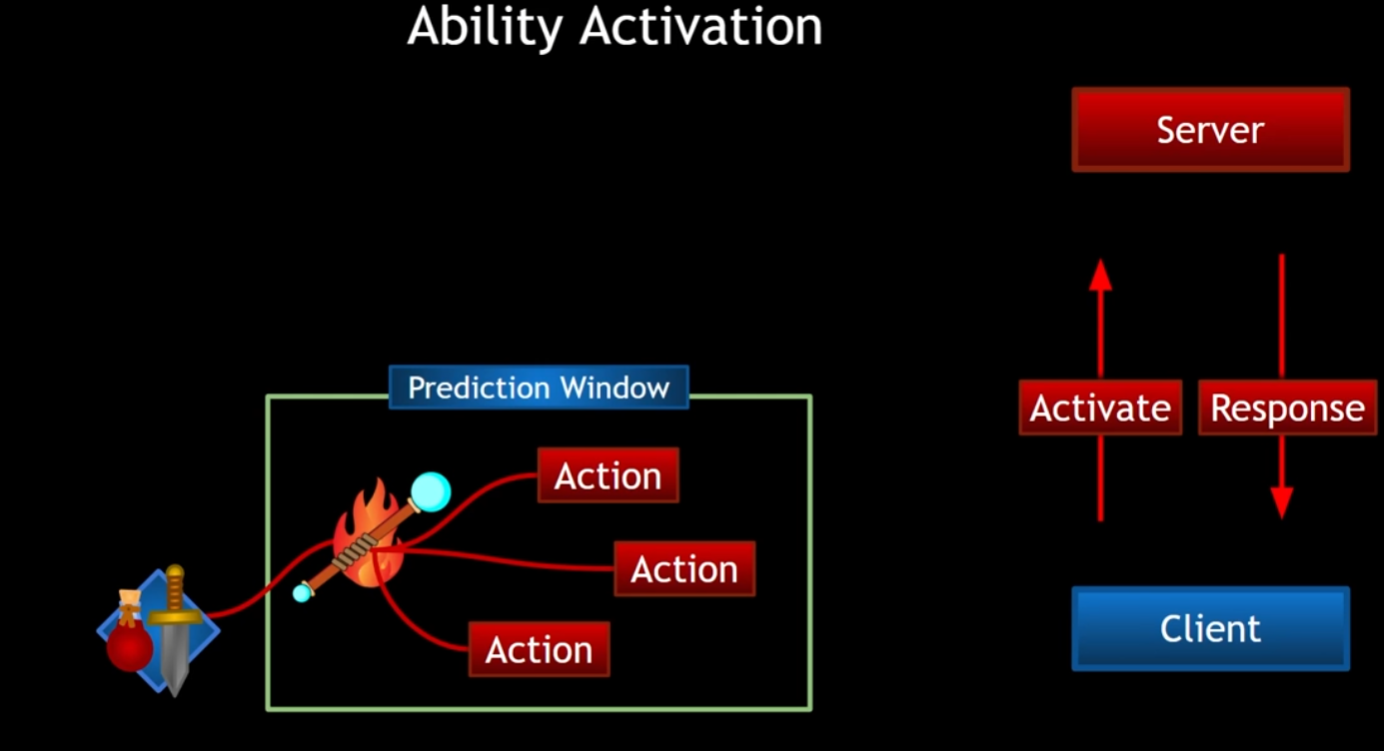 Ability Activation
Server
Prediction Window
Activate
Response
Action
Action
Action
Client